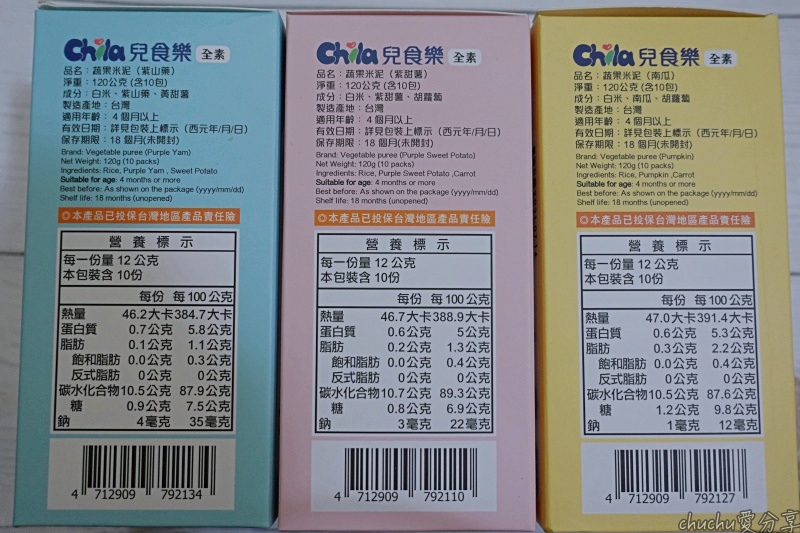 Chila 兒食樂 全素
品名：蔬果米泥（紫山藥）
淨重：120公克(含10包)
成分：白米、紫山藥、黃甜薯
製造產地：台灣
適用年齡：4個月以上
有效日期：詳見包裝上標示（西元年/月/日）
保存期限：18個月(未開封)
Brand: Vegetable puree (Purple Yam)
Net Weight: 120g (10 packs)
Ingredients: Rice, Purple Yam , Sweet Potato
Suitable for age: 4 months or more
Best before: As shown on the package (yyyy/mm/dd)
Shelf life: 18 months (unopened)
◎本產品已投保台灣地區產品責任險
營養標示
每一份量 12 公克
本包裝含 10份
每份 每100公克
熱量 46.2大卡 384.7大卡
蛋白質 0.7公克 5.8公克
脂肪 0.1公克 1.1公克
飽和脂肪 0.0公克 0.3公克
反式脂肪 0公克 0公克
碳水化合物 10.5公克 87.9公克
糖 0.9公克 7.5公克
鈉 4毫克 35毫克
4 712909 792134
Chila 兒食樂 全素
品名：蔬果米泥（紫甜薯）
淨重：120公克(含10包)
成分：白米、紫甜薯、胡蘿蔔
製造產地：台灣
適用年齡：4個月以上
有效日期：詳見包裝上標示（西元年/月/日）
保存期限：18個月(未開封)
Brand: Vegetable puree (Purple Sweet Potato)
Net Weight: 120g (10 packs)
Ingredients: Rice, Purple Sweet Potato ,Carrot
Suitable for age: 4 months or more
Best before: As shown on the package (yyyy/mm/dd)
Shelf life: 18 months (unopened)
◎本產品已投保台灣地區產品責任險
營養標示
每一份量 12 公克
本包裝含 10份
每份 每100公克
熱量 46.7大卡 388.9大卡
蛋白質 0.6公克 5公克
脂肪 0.2公克 1.3公克
飽和脂肪 0.0公克 0.4公克
反式脂肪 0公克 0公克
碳水化合物 10.7公克 89.3公克
糖 0.8公克 6.9公克
鈉 3毫克 22毫克
4 712909 792110
Chila 兒食樂 全素
品名：蔬果米泥（南瓜）
淨重：120公克(含10包)
成分：白米、南瓜、胡蘿蔔
製造產地：台灣
適用年齡：4個月以上
有效日期：詳見包裝上標示（西元年/月/日）
保存期限：18個月(未開封)
Brand: Vegetable puree (Pumpkin)
Net Weight: 120g (10 packs)
Ingredients: Rice, Pumpkin ,Carrot
Suitable for age: 4 months or more
Best before: As shown on the package (yyyy/mm/dd)
Shelf life: 18 months (unopened)
◎本產品已投保台灣地區產品責任險
營養標示
每一份量 12 公克
本包裝含 10份
每份 每100公克
熱量 47.0大卡 391.4大卡
蛋白質 0.6公克 5.3公克
脂肪 0.3公克 2.2公克
飽和脂肪 0.0公克 0.4公克
反式脂肪 0公克 0公克
碳水化合物 10.5公克 87.6公克
糖 1.2公克 9.8公克
鈉 1毫克 12毫克
4 712909 792127
chuchu愛分享